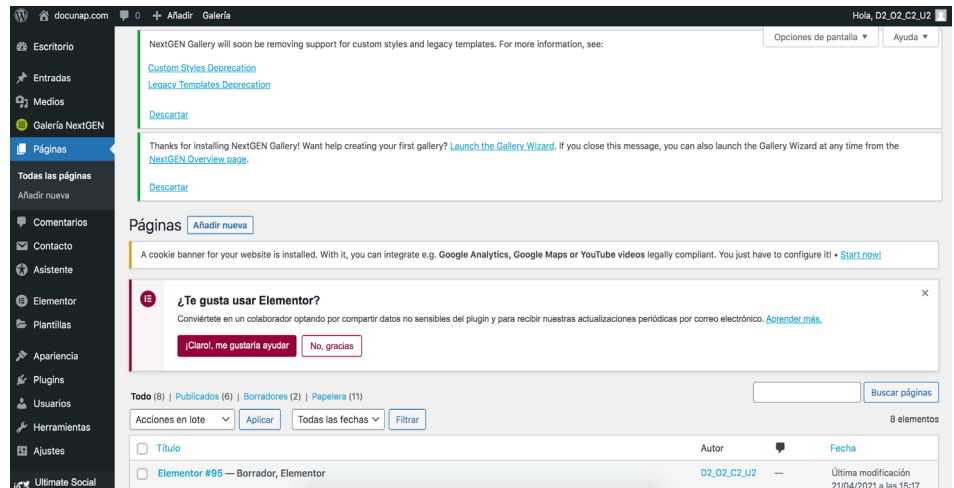 docunap.com 0 + Añadir Galería Hola, D2_O2_C2_U2
Escritorio
Entradas
Medios
Galería NextGEN
Páginas
Todas las páginas
Añadir nueva
Comentarios
Contacto
Asistente
Elementor
Plantillas
Apariencia
Plugins
Usuarios
Herramientas
Ajustes
Ultimate Social
Opciones de pantalla ▼ Ayuda ▼
NextGEN Gallery will soon be removing support for custom styles and legacy templates. For more information, see:
Custom Styles Deprecation
Legacy Templates Deprecation
Descartar
Thanks for installing NextGEN Gallery! Want help creating your first gallery? Launch the Gallery Wizard. If you close this message, you can also launch the Gallery Wizard at any time from the
NextGEN Overview page.
Descartar
Páginas Añadir nueva
A cookie banner for your website is installed. With it, you can integrate e.g. Google Analytics, Google Maps or YouTube videos legally compliant. You just have to configure it! • Start now!
¿Te gusta usar Elementor?
Conviértete en un colaborador optando por compartir datos no sensibles del plugin y para recibir nuestras actualizaciones periódicas por correo electrónico. Aprender más.
¡Claro!, me gustaría ayudar No, gracias
Todo (8) | Publicados (6) | Borradores (2) | Papelera (11)
Buscar páginas
Acciones en lote Aplicar Todas las fechas Filtrar 8 elementos
Título Autor Fecha
Elementor #95 — Borrador, Elementor D2_O2_C2_U2 — Última modificación
21/04/2021 a las 15:17